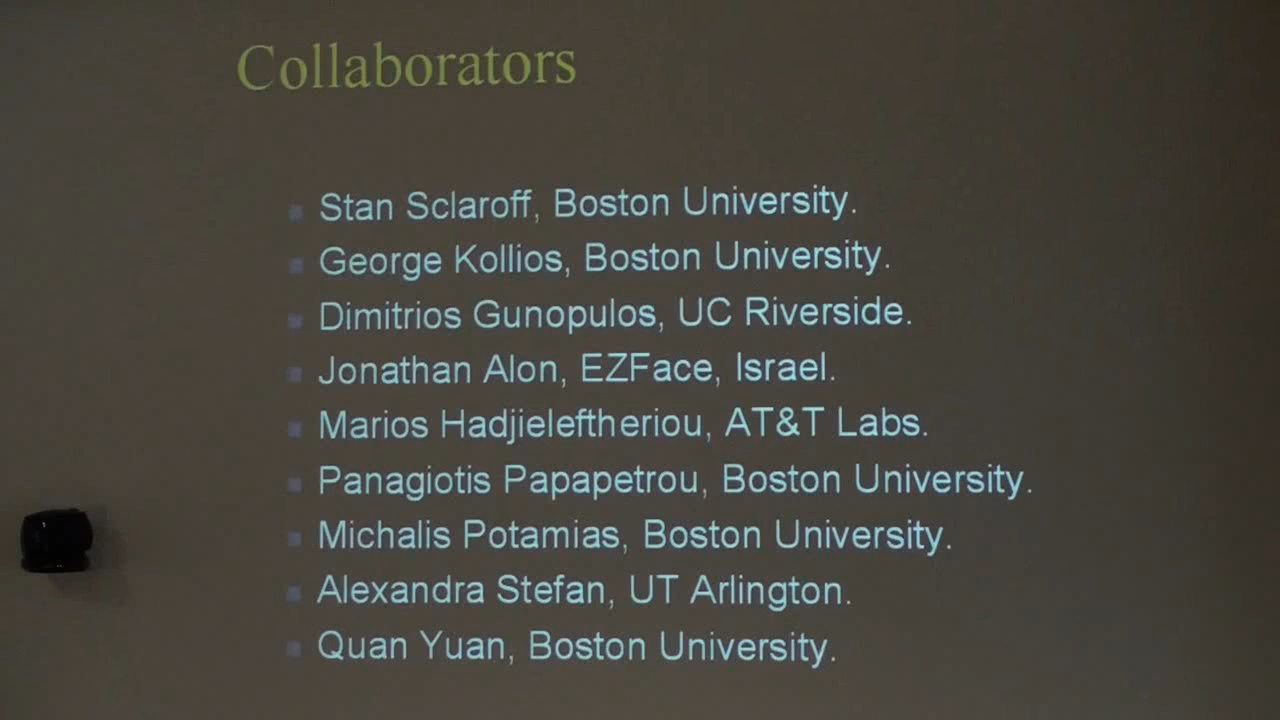 Collaborators
Stan Sclaroff, Boston University.
George Kollios, Boston University.
Dimitrios Gunopulos, UC Riverside.
Jonathan Alon, EZFace, Israel.
Marios Hadjieleftheriou, AT&T Labs.
Panagiotis Papapetrou, Boston University.
Michalis Potamias, Boston University.
Alexandra Stefan, UT Arlington.
Quan Yuan, Boston University.